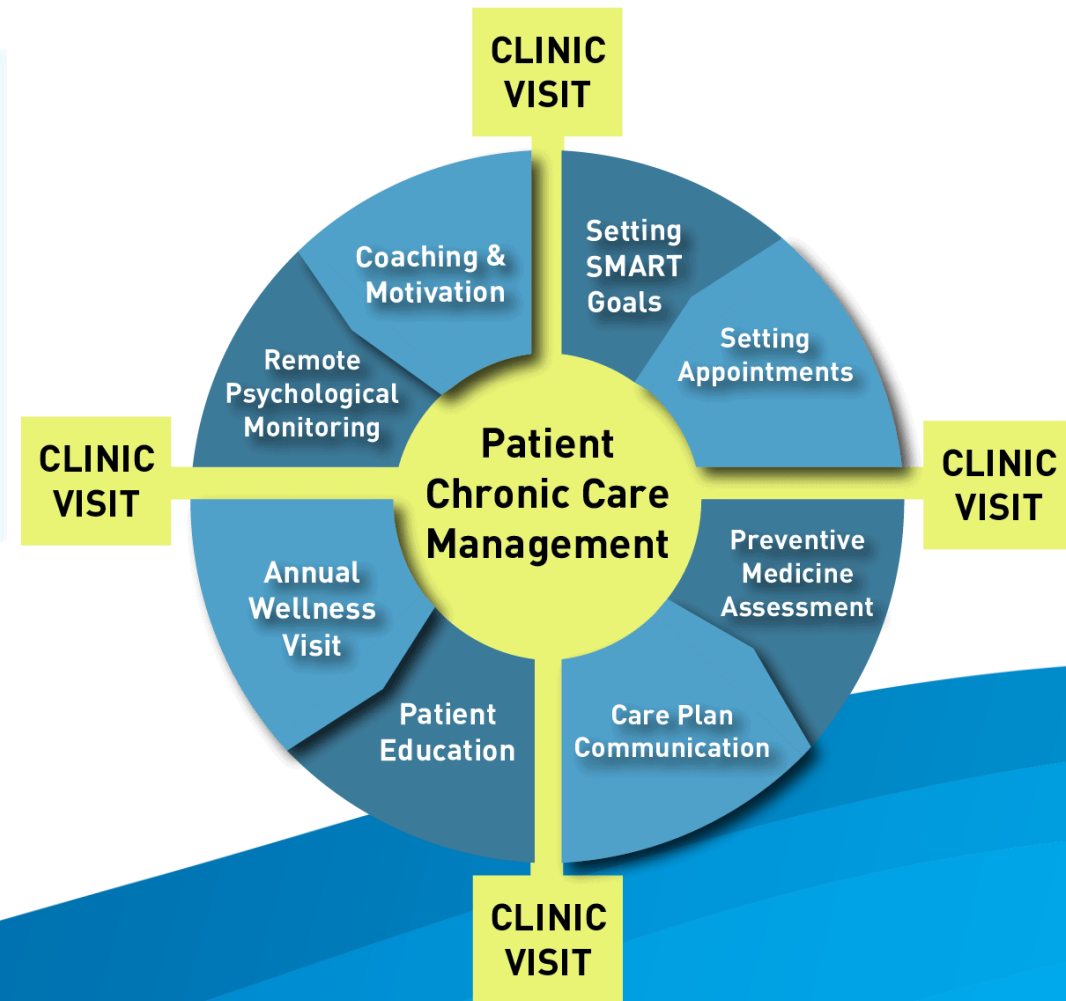 CLINIC
VISIT
Coaching &
Motivation
Setting
SMART
Goals
Setting
Appointments
Remote
Psychological
Monitoring
CLINIC
VISIT
Patient
Chronic Care
Management
CLINIC
VISIT
Preventive
Medicine
Assessment
Annual
Wellness
Visit
Patient
Education
Care Plan
Communication
CLINIC
VISIT